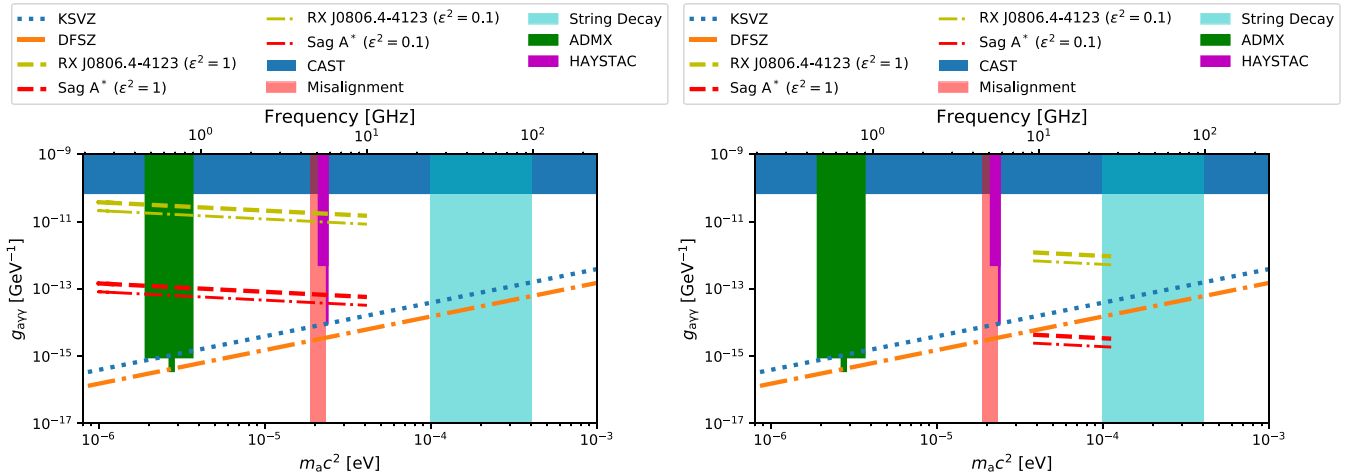 KSVZ
DFSZ
RX J0806.4-4123 (ε² = 1)
Sag A* (ε² = 1)
RX J0806.4-4123 (ε² = 0.1)
Sag A* (ε² = 0.1)
CAST
Misalignment
String Decay
ADMX
HAYSTAC
Frequency [GHz]
10⁰ 10¹ 10²
10⁻⁹
10⁻¹¹
10⁻¹³
10⁻¹⁵
10⁻¹⁷
g_aγγ [GeV⁻¹]
10⁻⁶ 10⁻⁵ 10⁻⁴ 10⁻³
mₐc² [eV]
KSVZ
DFSZ
RX J0806.4-4123 (ε² = 1)
Sag A* (ε² = 1)
RX J0806.4-4123 (ε² = 0.1)
Sag A* (ε² = 0.1)
CAST
Misalignment
String Decay
ADMX
HAYSTAC
Frequency [GHz]
10⁰ 10¹ 10²
10⁻⁹
10⁻¹¹
10⁻¹³
10⁻¹⁵
10⁻¹⁷
g_aγγ [GeV⁻¹]
10⁻⁶ 10⁻⁵ 10⁻⁴ 10⁻³
mₐc² [eV]